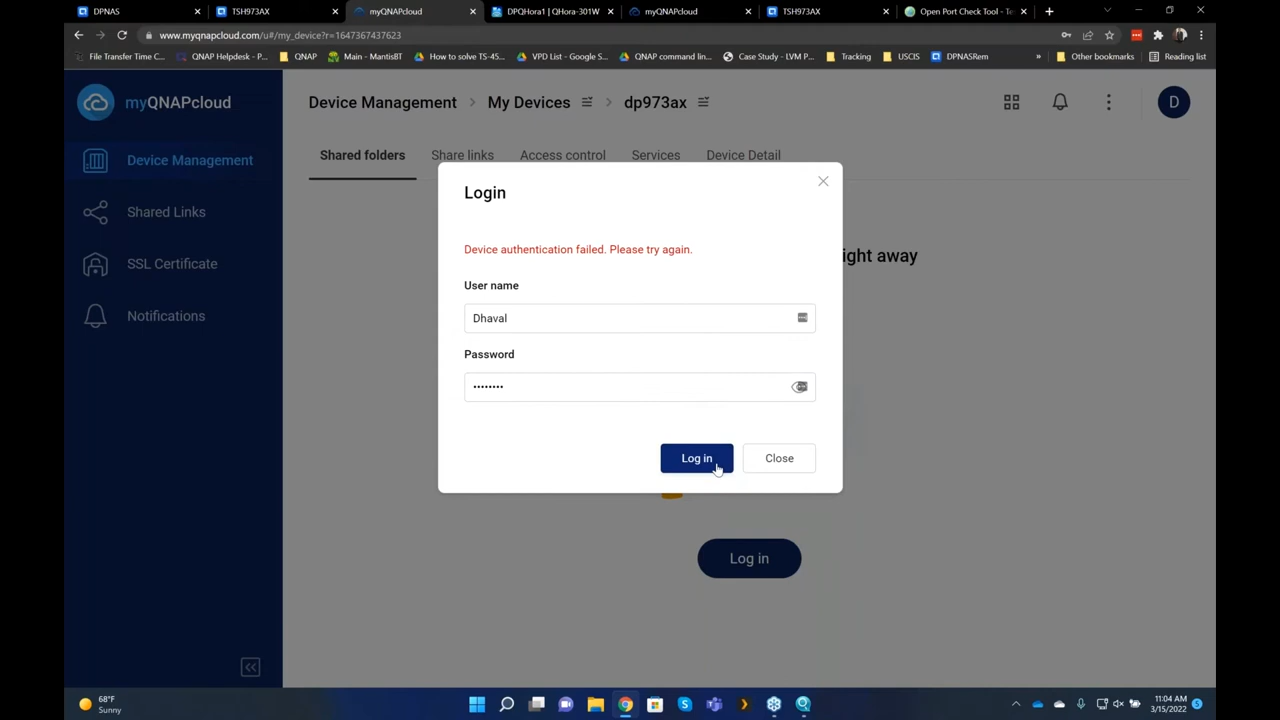 DPNAS
TSH973AX
myQNAPcloud
DPQHora1 | QHora-301W
myQNAPcloud
TSH973AX
Open Port Check Tool - Te
www.myqnapcloud.com/u#/my_device?r=1647367437623
File Transfer Time C...
QNAP Helpdesk - P...
QNAP
Main - MantisBT
How to solve TS-45...
VPD List - Google S...
QNAP command lin...
Case Study - LVM P...
Tracking
USCIS
DPNASRem
»
Other bookmarks
Reading list
myQNAPcloud
Device Management > My Devices > dp973ax
D
Device Management
Shared Links
SSL Certificate
Notifications
Shared folders
Share links
Access control
Services
Device Detail
Login
Device authentication failed. Please try again.
ight away
User name
Dhaval
Password
••••••••
Log in
Close
Log in
68°F
Sunny
11:04 AM
3/15/2022